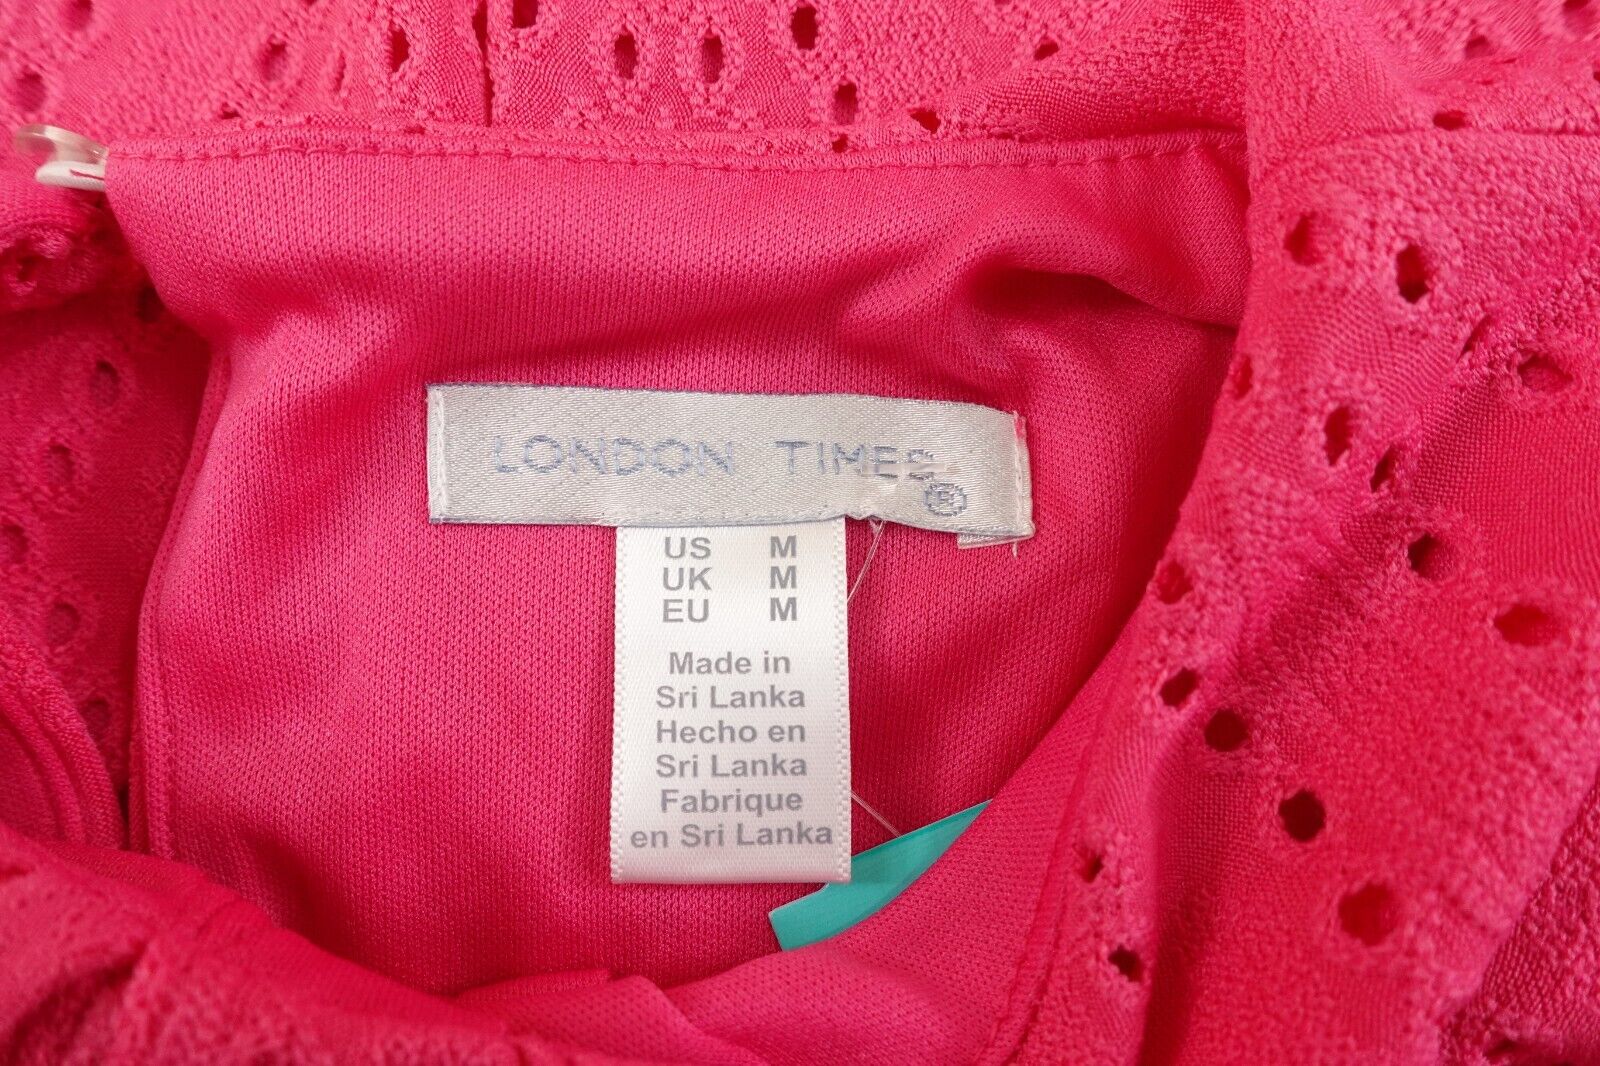 LONDON TIMES ®
US M
UK M
EU M
Made in
Sri Lanka
Hecho en
Sri Lanka
Fabrique
en Sri Lanka